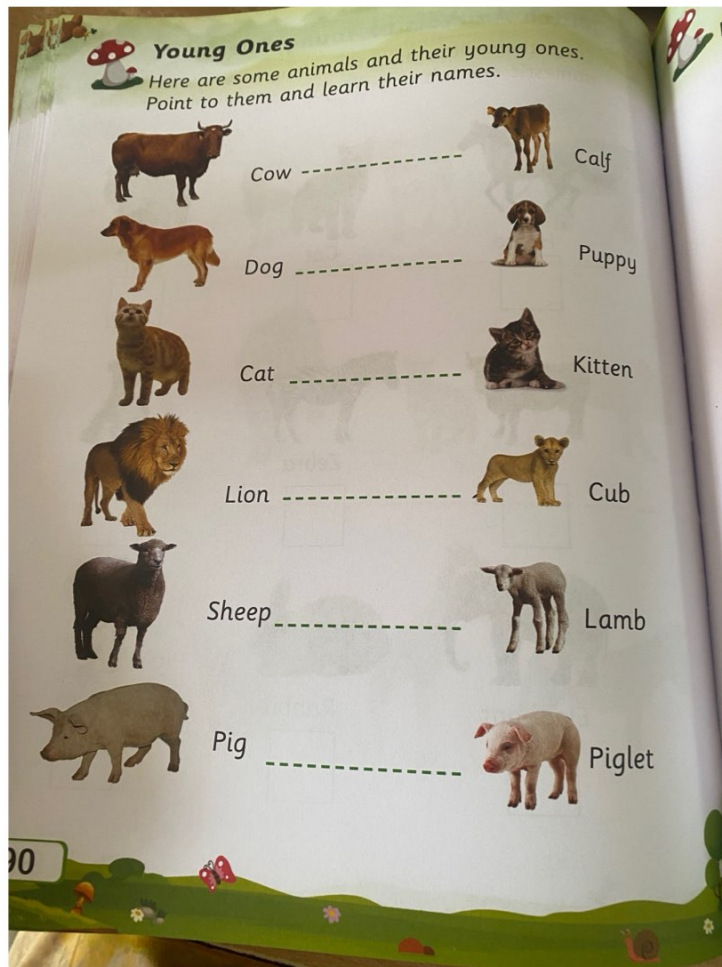 Young Ones
Here are some animals and their young ones.
Point to them and learn their names.
Cow Calf
Dog Puppy
Cat Kitten
Lion Cub
Sheep Lamb
Pig Piglet
90